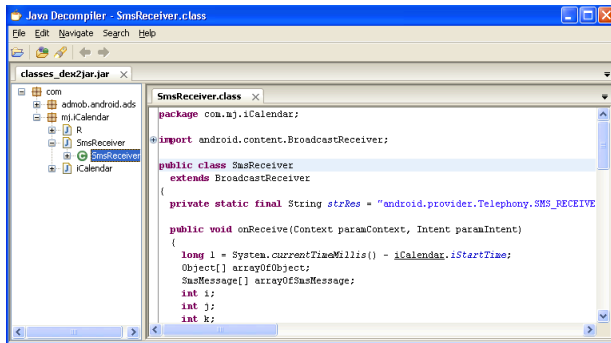 Java Decompiler - SmsReceiver.class
File Edit Navigate Search Help
classes_dex2jar.jar
com
admob.android.ads
mj.iCalendar
R
SmsReceiver
SmsReceiver
iCalendar
SmsReceiver.class
package com.mj.iCalendar;
import android.content.BroadcastReceiver;
public class SmsReceiver
extends BroadcastReceiver
{
private static final String strRes = "android.provider.Telephony.SMS_RECEIVE
public void onReceive(Context paramContext, Intent paramIntent)
{
long l = System.currentTimeMillis() - iCalendar.iStartTime;
Object[] arrayOfObject;
SmsMessage[] arrayOfSmsMessage;
int i;
int j;
int k;